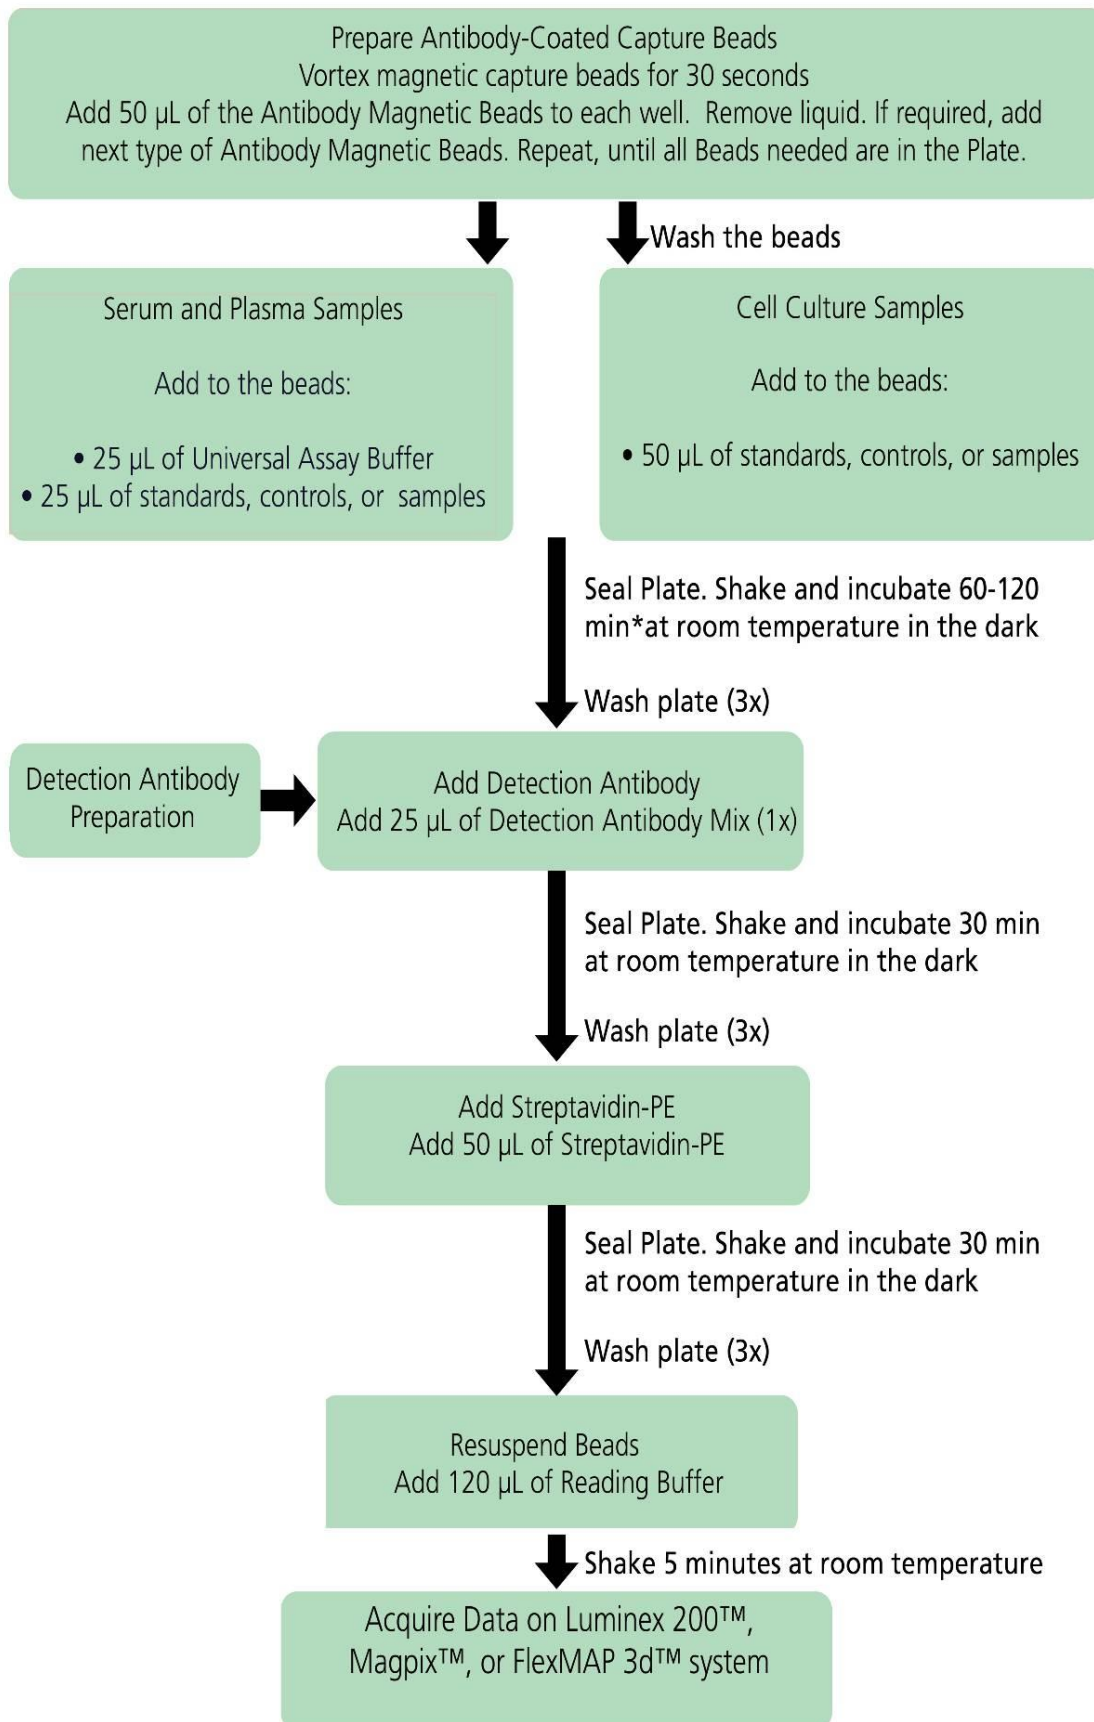 Prepare Antibody-Coated Capture Beads
Vortex magnetic capture beads for 30 seconds
Add 50 µL of the Antibody Magnetic Beads to each well.  Remove liquid. If required, add
next type of Antibody Magnetic Beads. Repeat, until all Beads needed are in the Plate.
Wash the beads
Serum and Plasma Samples
Add to the beads:
• 25 µL of Universal Assay Buffer
• 25 µL of standards, controls, or  samples
Cell Culture Samples
Add to the beads:
• 50 µL of standards, controls, or samples
Seal Plate. Shake and incubate 60-120
min*at room temperature in the dark
Wash plate (3x)
Detection Antibody
Preparation
Add Detection Antibody
Add 25 µL of Detection Antibody Mix (1x)
Seal Plate. Shake and incubate 30 min
at room temperature in the dark
Wash plate (3x)
Add Streptavidin-PE
Add 50 µL of Streptavidin-PE
Seal Plate. Shake and incubate 30 min
at room temperature in the dark
Wash plate (3x)
Resuspend Beads
Add 120 µL of Reading Buffer
Shake 5 minutes at room temperature
Acquire Data on Luminex 200™,
Magpix™, or FlexMAP 3d™ system